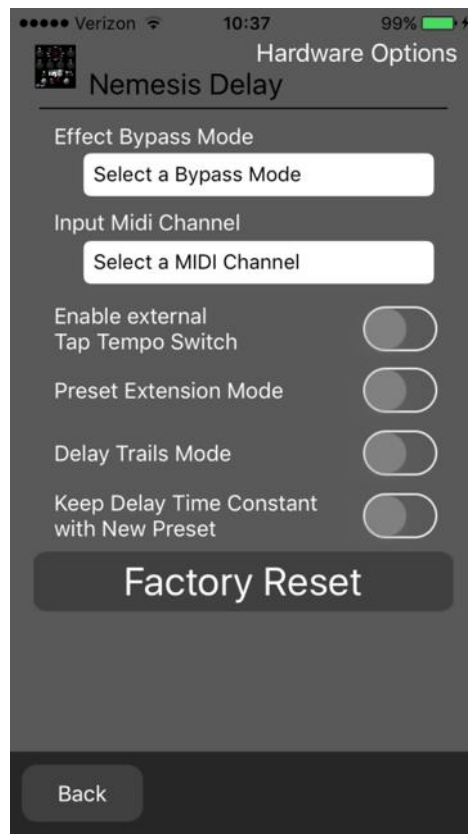 Verizon 10:37 99%
Hardware Options
Nemesis Delay
Effect Bypass Mode
Select a Bypass Mode
Input Midi Channel
Select a MIDI Channel
Enable external
Tap Tempo Switch
Preset Extension Mode
Delay Trails Mode
Keep Delay Time Constant
with New Preset
Factory Reset
Back